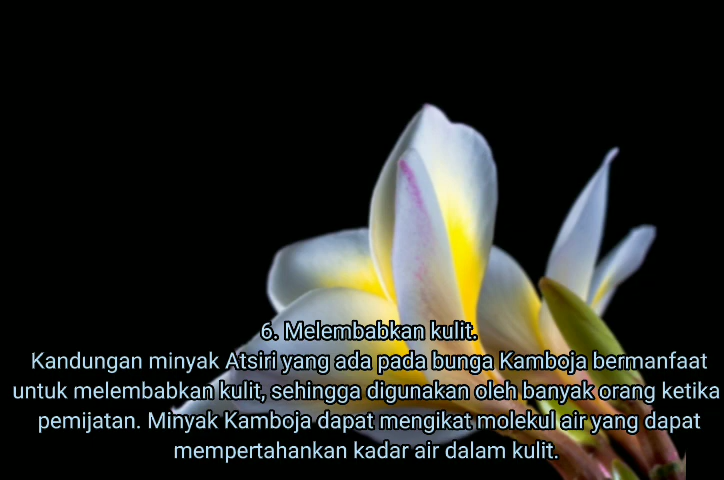 6. Melembabkan kulit.
Kandungan minyak Atsiri yang ada pada bunga Kamboja bermanfaat
untuk melembabkan kulit, sehingga digunakan oleh banyak orang ketika
pemijatan. Minyak Kamboja dapat mengikat molekul air yang dapat
mempertahankan kadar air dalam kulit.